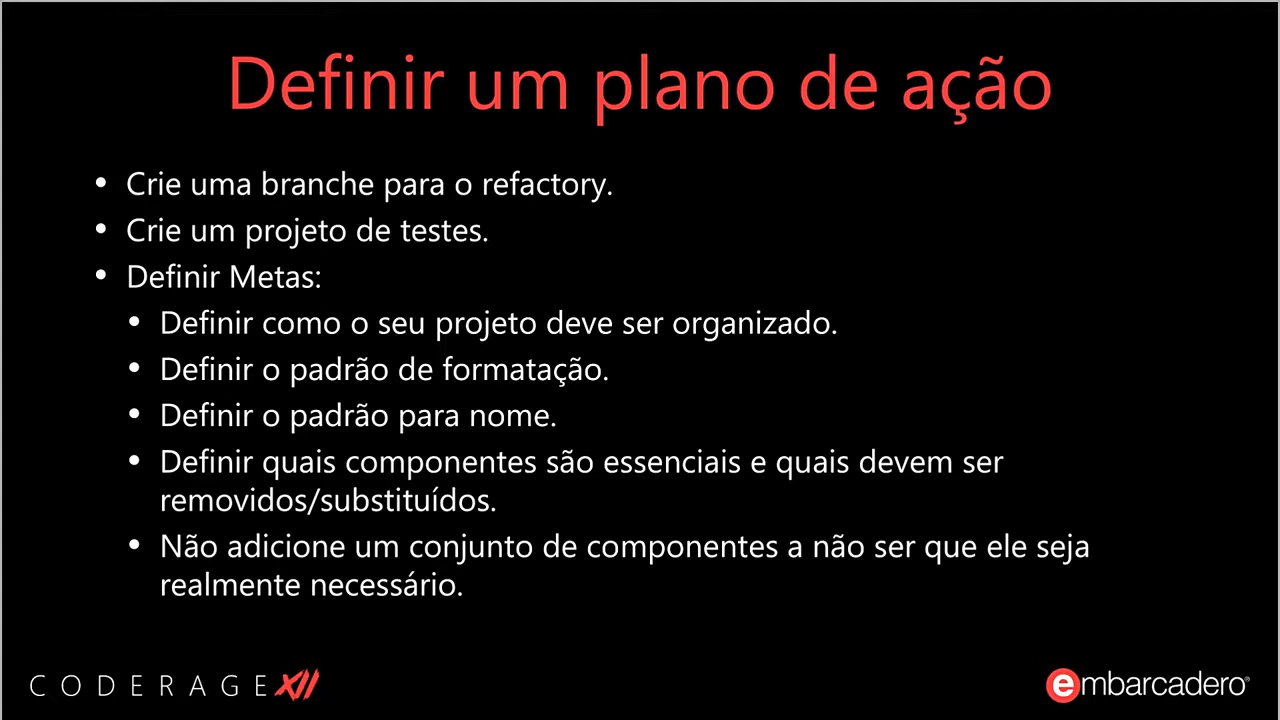 Definir um plano de ação
• Crie uma branche para o refactory.
• Crie um projeto de testes.
• Definir Metas:
• Definir como o seu projeto deve ser organizado.
• Definir o padrão de formatação.
• Definir o padrão para nome.
• Definir quais componentes são essenciais e quais devem ser
removidos/substituídos.
• Não adicione um conjunto de componentes a não ser que ele seja
realmente necessário.
CODERAGE XII
embarcadero®